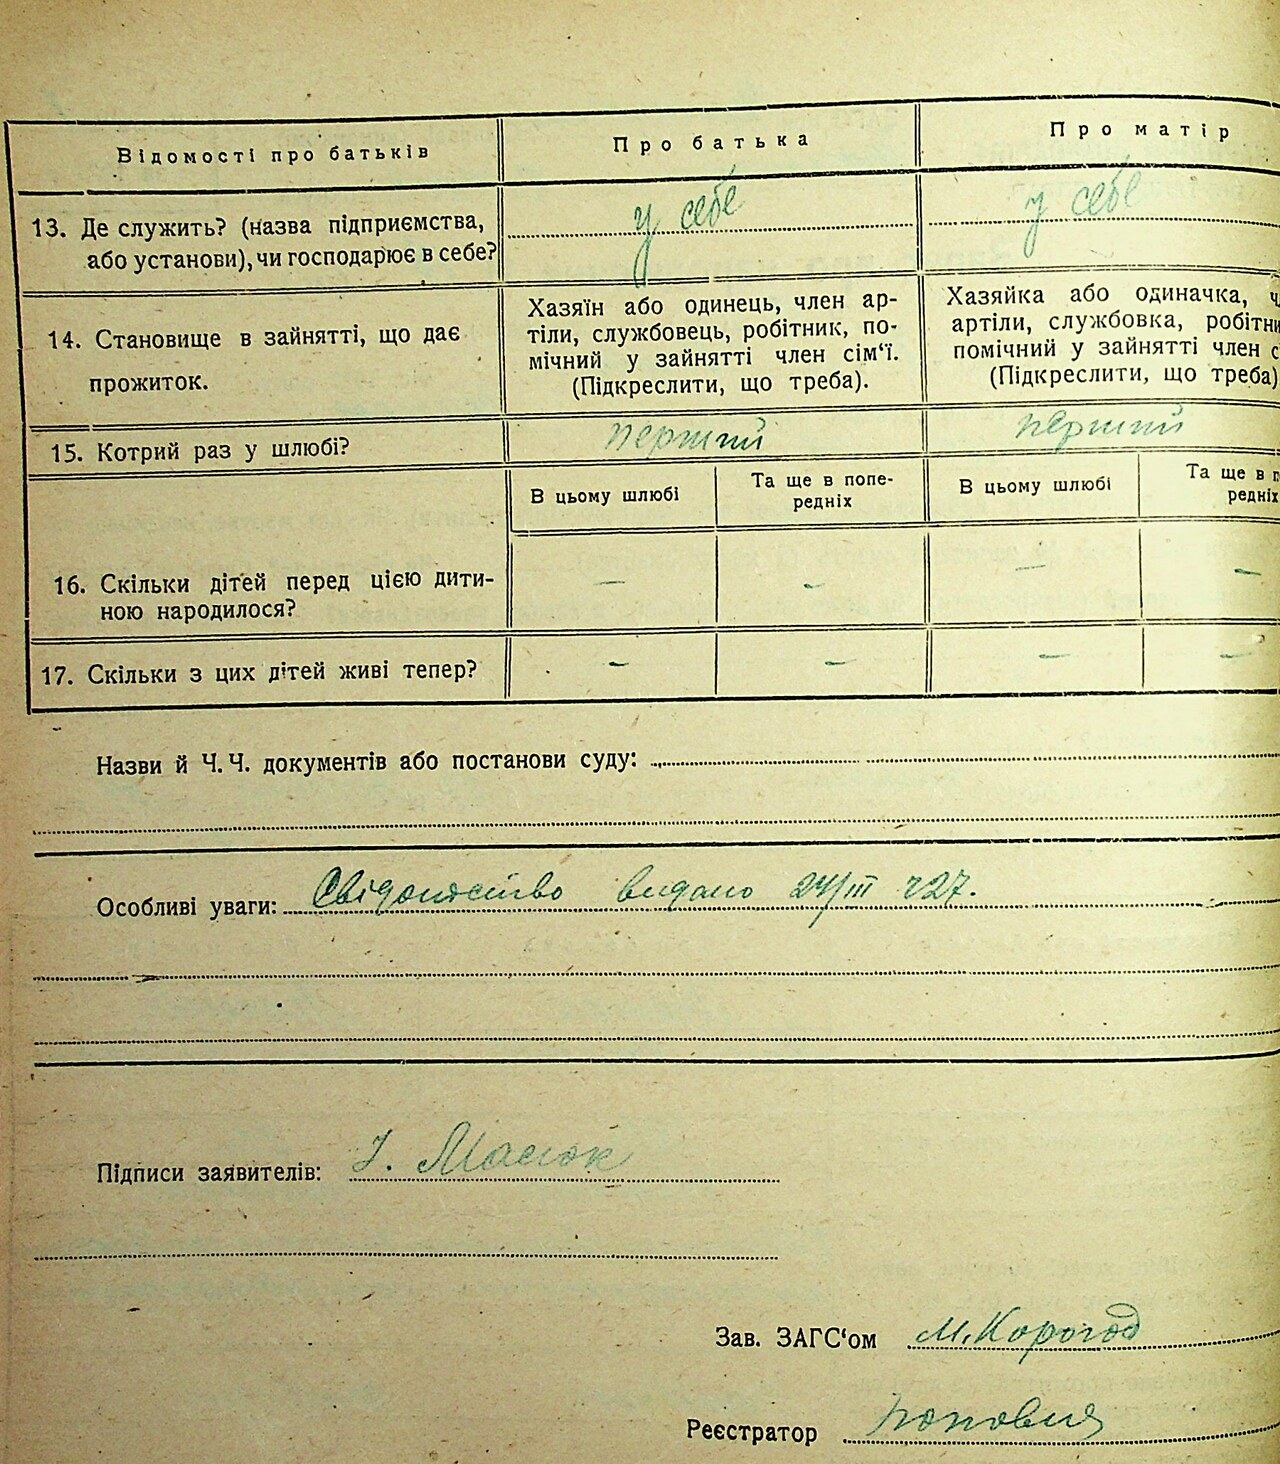 Відомості про батьків
Про батька
Про матір
13. Де служить? (назва підприємства,
або установи), чи господарює в себе?
у себе
у себе
14. Становище в зайнятті, що дає
прожиток.
Хазяїн або одинець, член ар-
тіли, службовець, робітник, по-
мічний у зайнятті член сім‘ї.
(Підкреслити, що треба).
Хазяйка або одиначка,
артіли, службовка,
помічний у зайнятті член
(Підкреслити, що треба)
15. Котрий раз у шлюбі?
перший
перший
В цьому шлюбі
Та ще в попе-
редніх
В цьому шлюбі
Та ще в
редніх
16. Скільки дітей перед цією дити-
ною народилося?
— — — —
17. Скільки з цих дітей живі тепер?
— — — —
Назви й Ч. Ч. документів або постанови суду:
Особливі уваги: Свідоцтво видано 24/III 927.
Підписи заявителів: І. Масюк
Зав. ЗАГС‘ом М. Корогод
Реєстратор